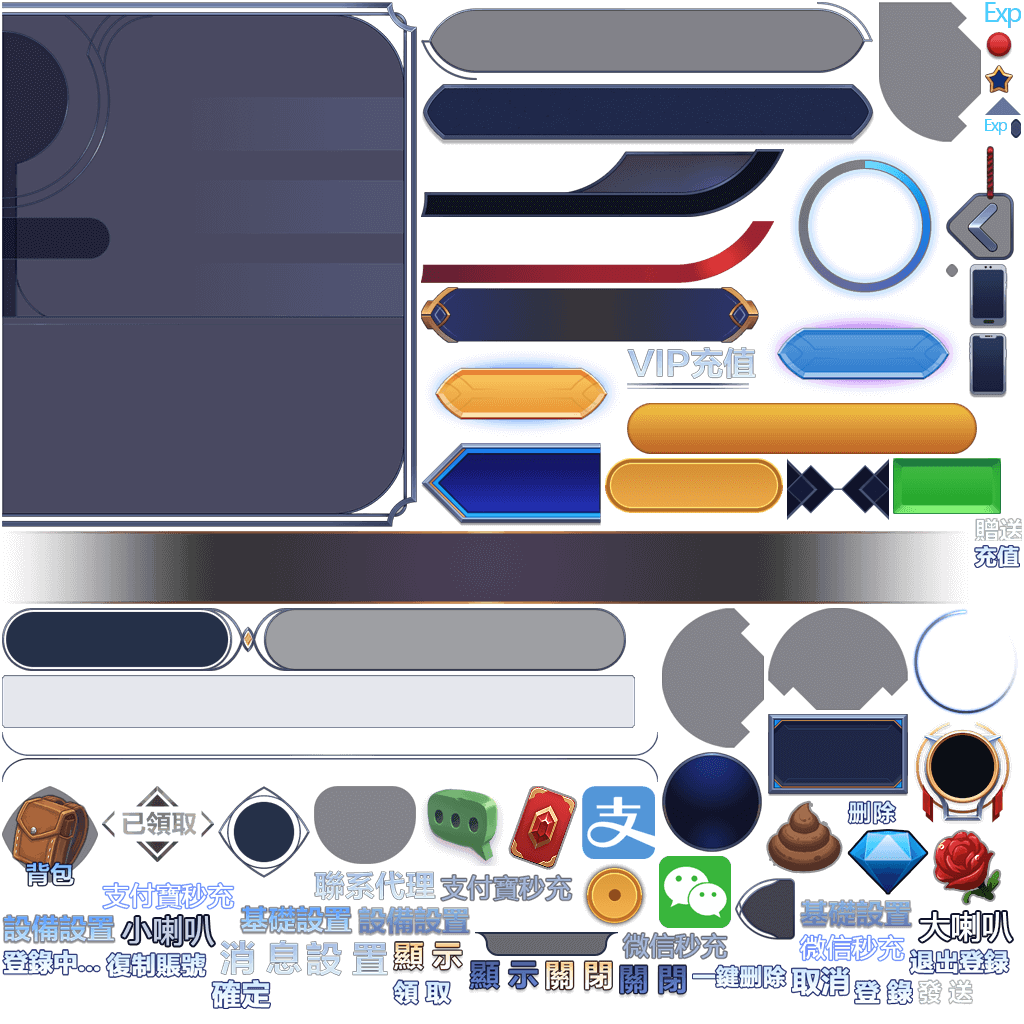 Exp
Exp
VIP充值
贈送
充值
已領取
支
删除
背包
支付寶秒充
聯系代理
支付寶秒充
設備設置
小喇叭
基礎設置
設備設置
基礎設置
大喇叭
微信秒充
微信秒充
登錄中...
復制賬號
消息設置
顯示
退出登錄
顯示
關閉
關閉
一鍵刪除
取消
確定
領取
登錄
發送